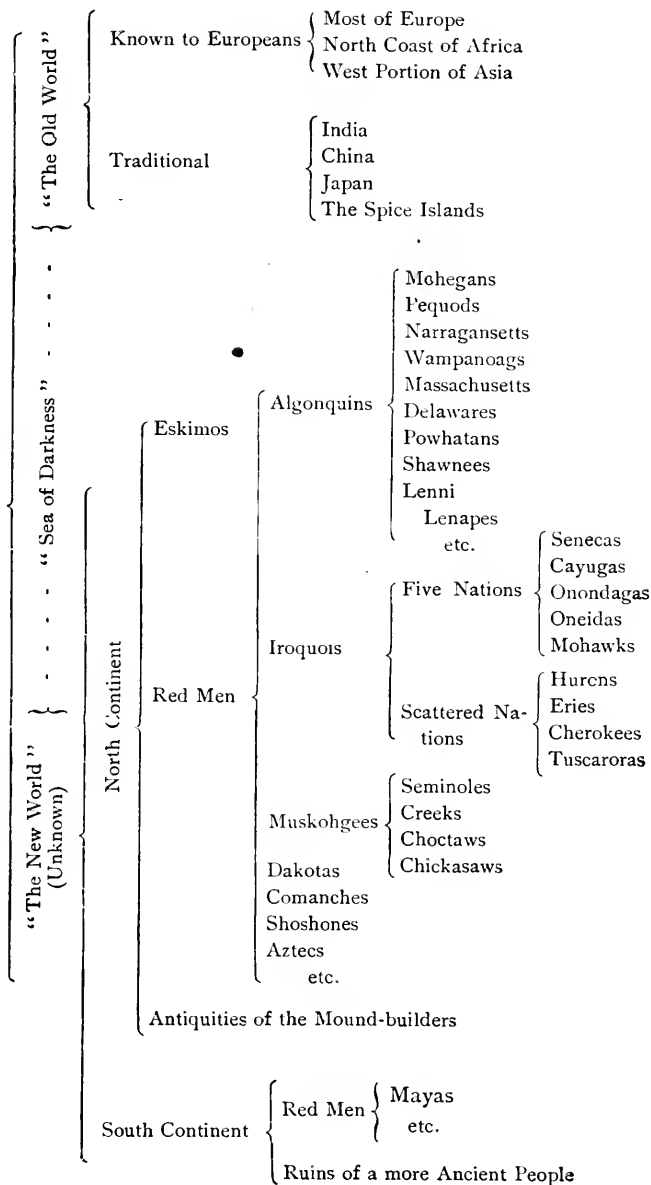 “The Old World”
Known to Europeans
Most of Europe
North Coast of Africa
West Portion of Asia
Traditional
India
China
Japan
The Spice Islands
“Sea of Darkness”
“The New World”
(Unknown)
North Continent
Eskimos
Red Men
Algonquins
Mohegans
Pequods
Narragansetts
Wampanoags
Massachusetts
Delawares
Powhatans
Shawnees
Lenni
Lenapes
etc.
Iroquois
Five Nations
Senecas
Cayugas
Onondagas
Oneidas
Mohawks
Scattered Na-
tions
Hurons
Eries
Cherokees
Tuscaroras
Muskohgees
Seminoles
Creeks
Choctaws
Chickasaws
Dakotas
Comanches
Shoshones
Aztecs
etc.
Antiquities of the Mound-builders
South Continent
Red Men
Mayas
etc.
Ruins of a more Ancient People